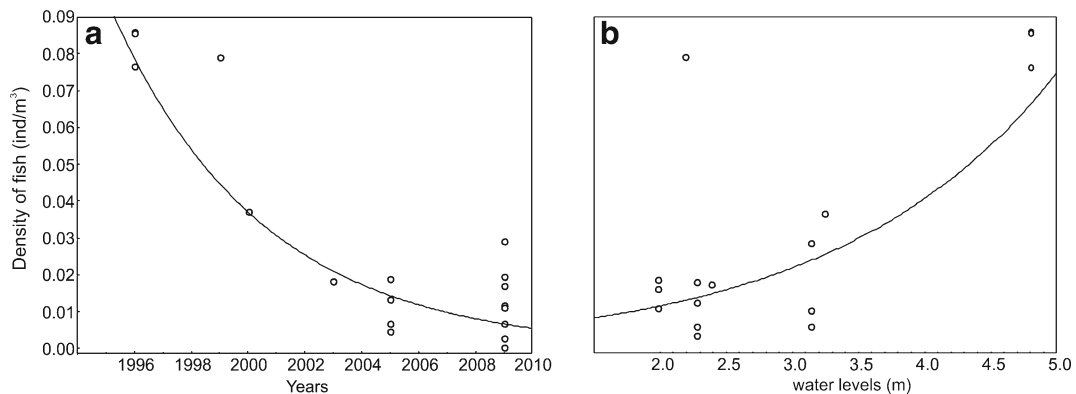 a
b
0.09
0.08
0.07
0.06
0.05
0.04
0.03
0.02
0.01
0.00
Density of fish (ind/m³)
1996 1998 2000 2002 2004 2006 2008 2010
Years
2.0 2.5 3.0 3.5 4.0 4.5 5.0
water levels (m)